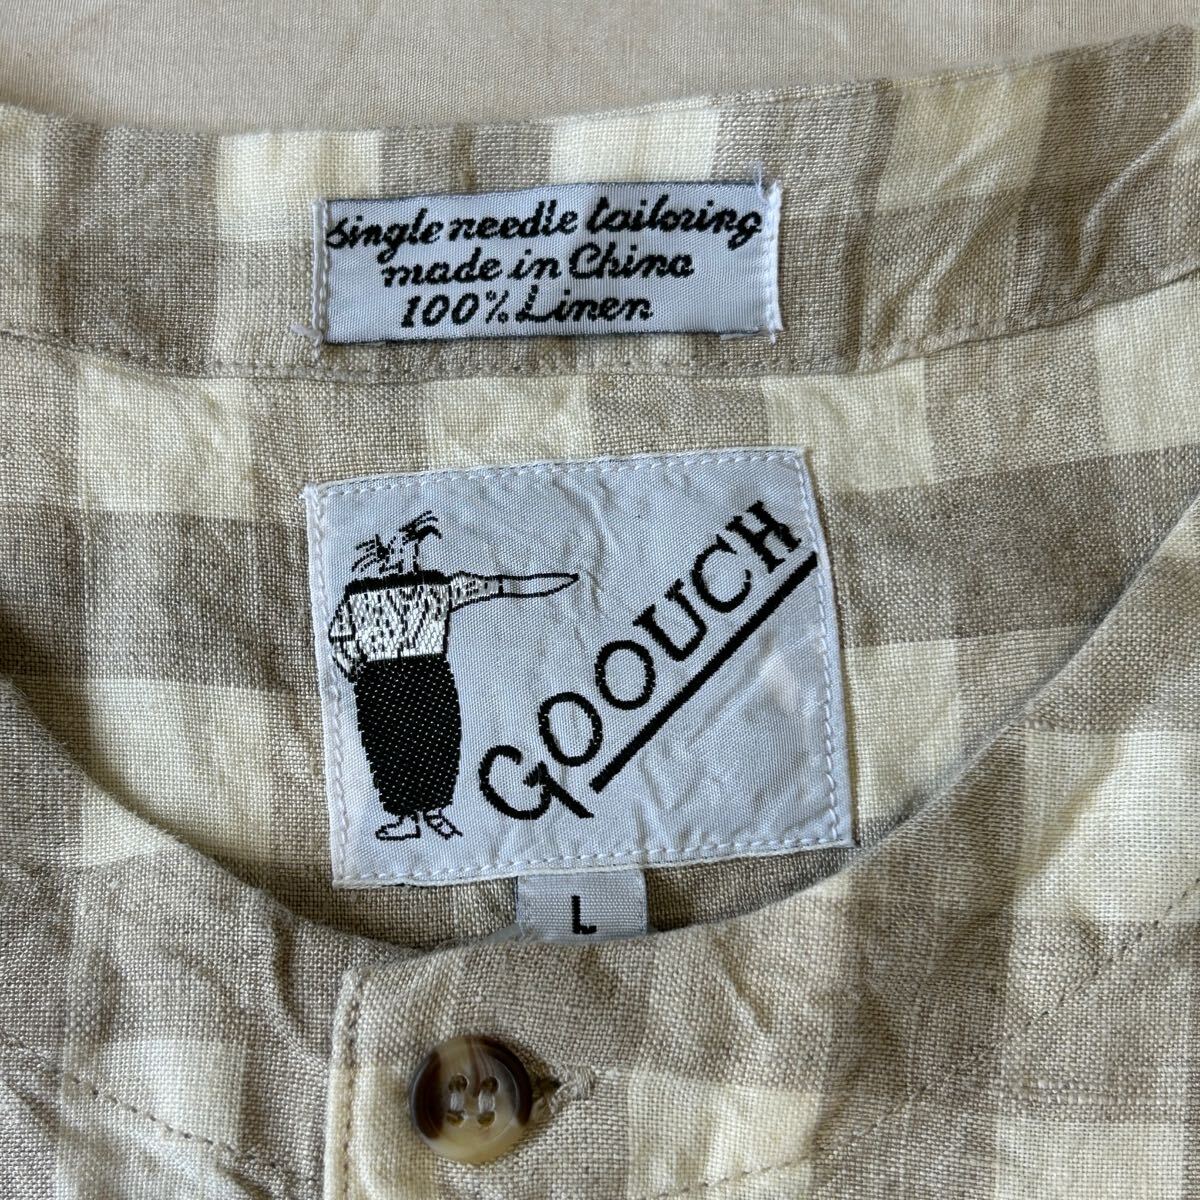 single needle tailoring
made in China
100% Linen
GOOUCH
L